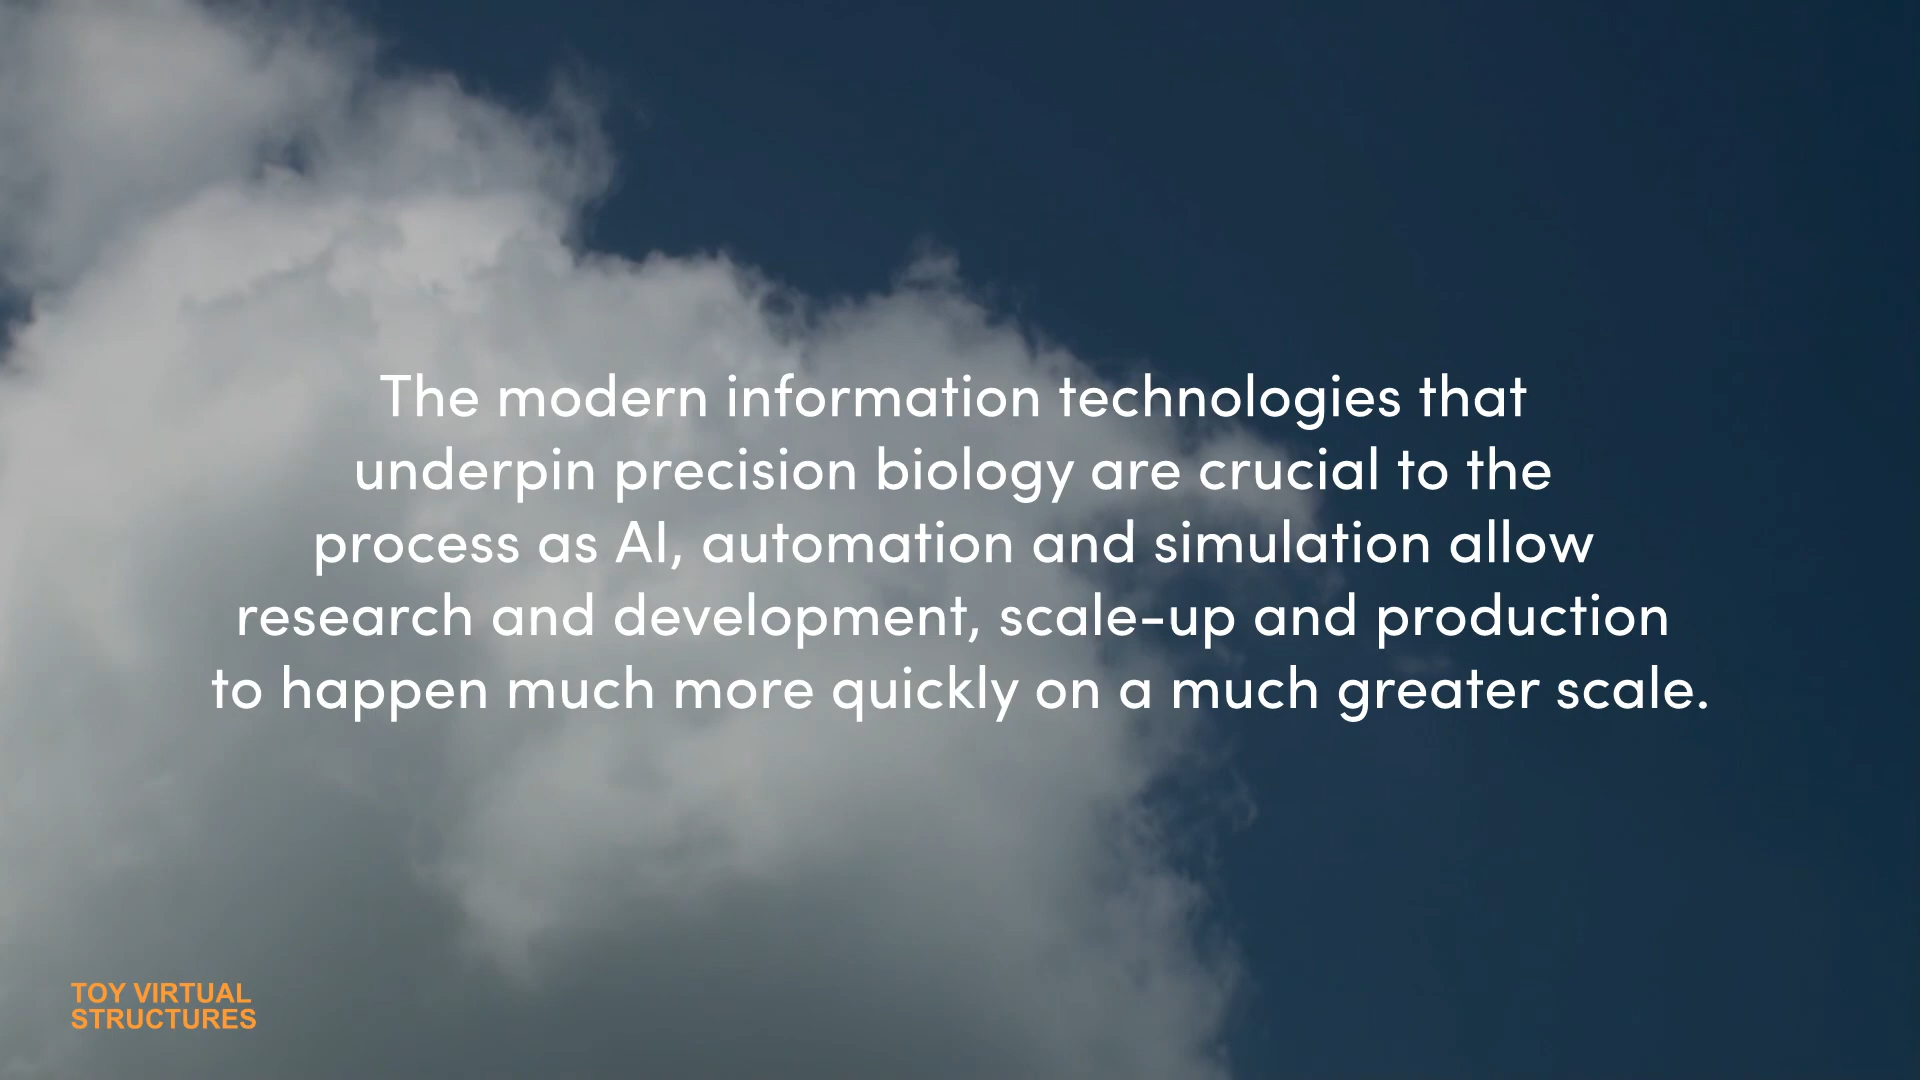 The modern information technologies that
underpin precision biology are crucial to the
process as AI, automation and simulation allow
research and development, scale-up and production
to happen much more quickly on a much greater scale.
TOY VIRTUAL
STRUCTURES